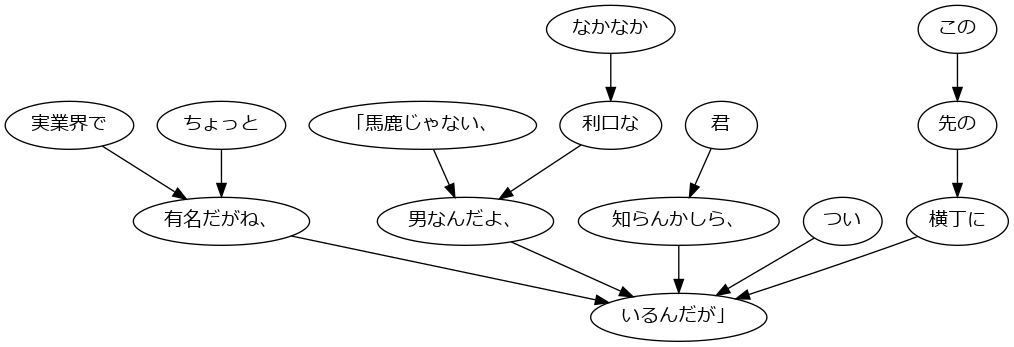 なかなか
この
実業界で
ちょっと
「馬鹿じゃない、
利口な
君
先の
有名だがね、
男なんだよ、
知らんかしら、
つい
横丁に
いるんだが」